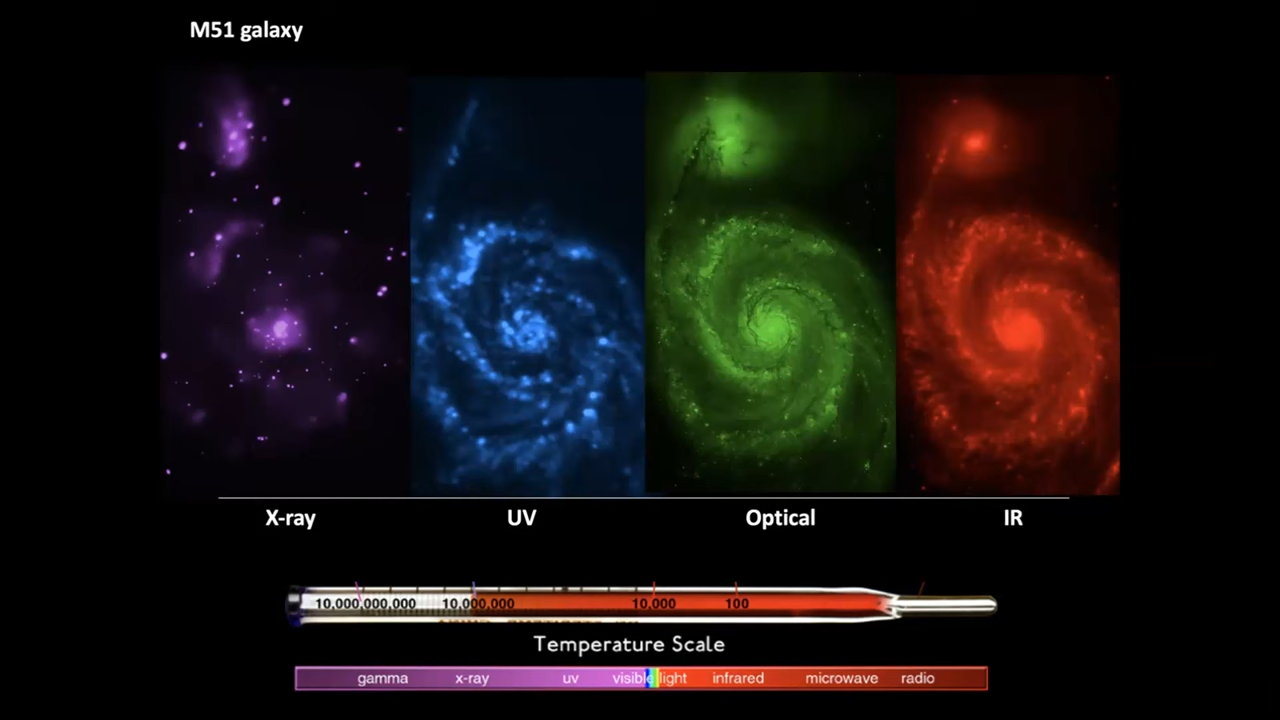 M51 galaxy
X-ray UV Optical IR
10,000,000,000 10,000,000 10,000 100
Temperature Scale
gamma x-ray uv visible light infrared microwave radio